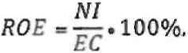 ROE = NI/EC • 100%.